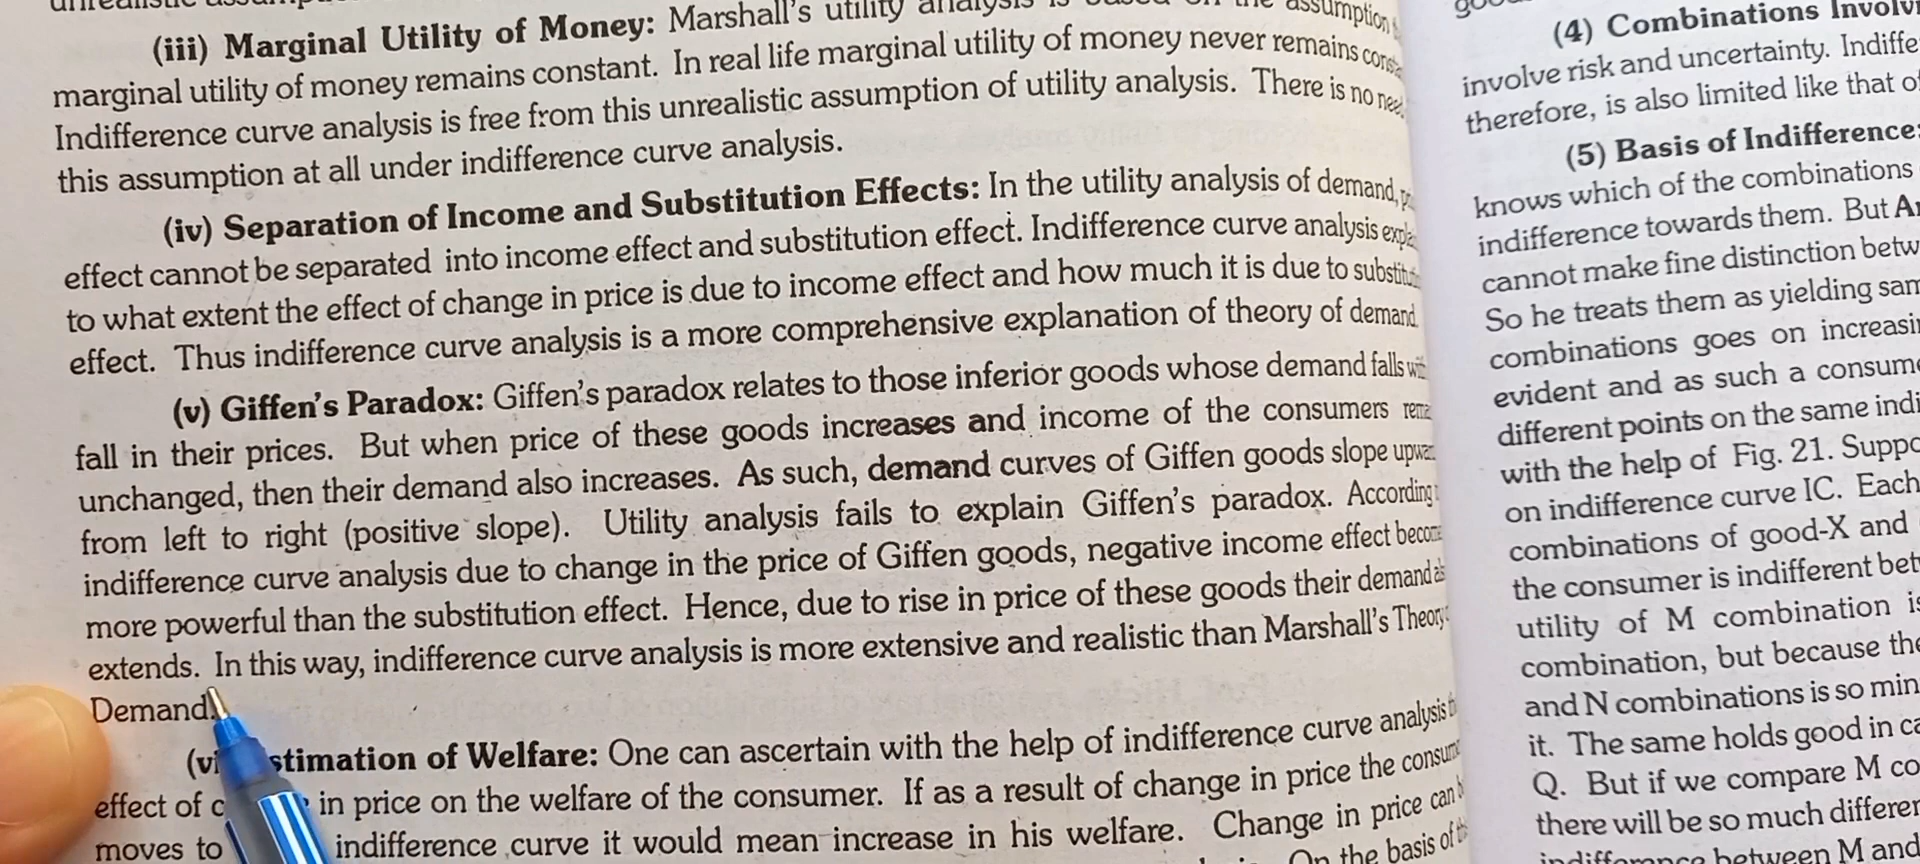 (iii) Marginal Utility of Money: Marshall's utility analysis is based on the assumption
marginal utility of money remains constant. In real life marginal utility of money never remains
Indifference curve analysis is free from this unrealistic assumption of utility analysis. There is no
this assumption at all under indifference curve analysis.
(iv) Separation of Income and Substitution Effects: In the utility analysis of demand,
effect cannot be separated into income effect and substitution effect. Indifference curve analysis
to what extent the effect of change in price is due to income effect and how much it is due to
effect. Thus indifference curve analysis is a more comprehensive explanation of theory of demand
(v) Giffen's Paradox: Giffen's paradox relates to those inferior goods whose demand falls
fall in their prices. But when price of these goods increases and income of the consumers
unchanged, then their demand also increases. As such, demand curves of Giffen goods slope
from left to right (positive slope). Utility analysis fails to explain Giffen's paradox. According
indifference curve analysis due to change in the price of Giffen goods, negative income effect
more powerful than the substitution effect. Hence, due to rise in price of these goods their demand
extends. In this way, indifference curve analysis is more extensive and realistic than Marshall's Theory
Demand.
stimation of Welfare: One can ascertain with the help of indifference curve analysis
effect of in price on the welfare of the consumer. If as a result of change in price the
moves to indifference curve it would mean increase in his welfare. Change in price can
On the basis of
(4) Combinations
involve risk and uncertainty.
therefore, is also limited like that
(5) Basis of Indifference
knows which of the combinations
indifference towards them. But
cannot make fine distinction
So he treats them as yielding
combinations goes on
evident and as such a
different points on the same
with the help of Fig. 21.
on indifference curve IC. Each
combinations of good-X and
the consumer is indifferent
utility of M combination
combination, but because
and N combinations is so
it. The same holds good in
Q. But if we compare M
there will be so much
between M and